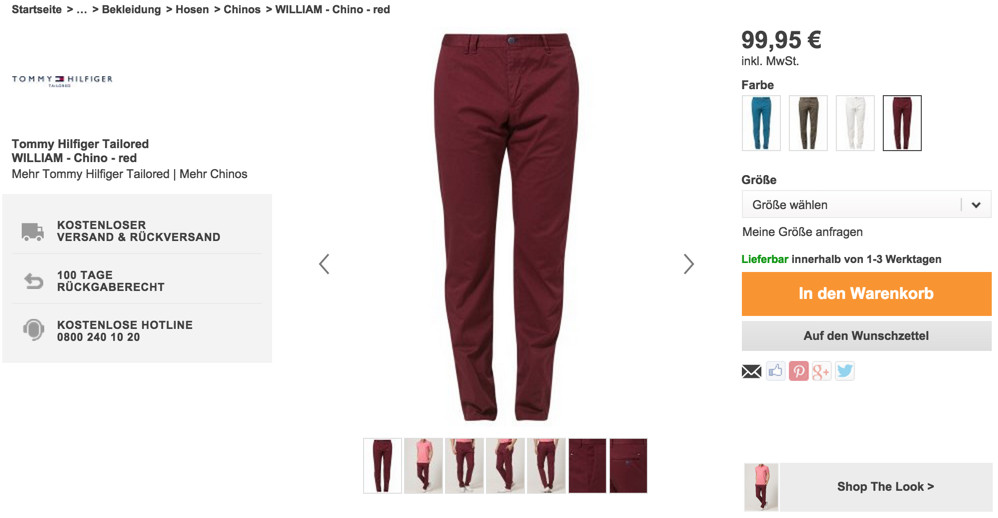 Startseite > ... > Bekleidung > Hosen > Chinos > WILLIAM - Chino - red
TOMMY HILFIGER
TAILORED
Tommy Hilfiger Tailored
WILLIAM - Chino - red
Mehr Tommy Hilfiger Tailored | Mehr Chinos
KOSTENLOSER
VERSAND & RÜCKVERSAND
100 TAGE
RÜCKGABERECHT
KOSTENLOSE HOTLINE
0800 240 10 20
99,95 €
inkl. MwSt.
Farbe
Größe
Größe wählen
Meine Größe anfragen
Lieferbar innerhalb von 1-3 Werktagen
In den Warenkorb
Auf den Wunschzettel
Shop The Look >